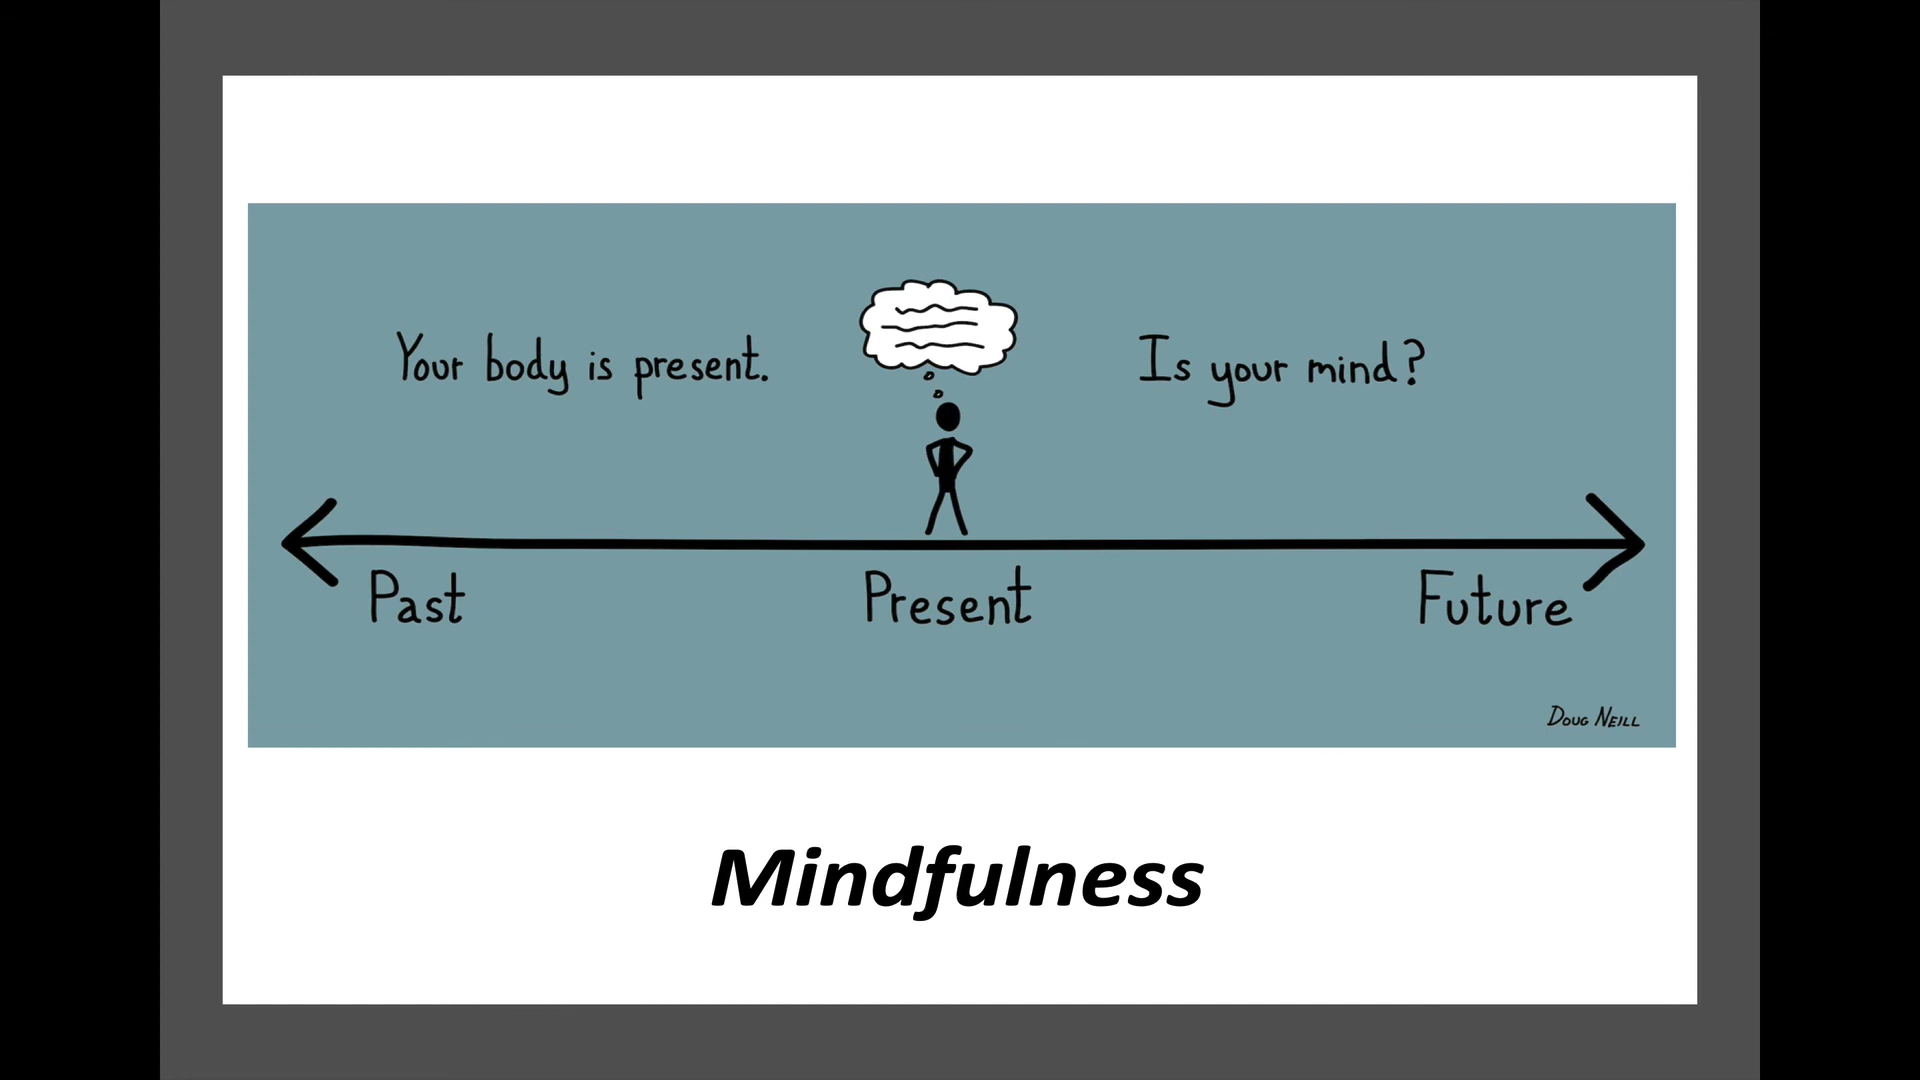 Your body is present.
Is your mind?
Past
Present
Future
Doug Neill
Mindfulness